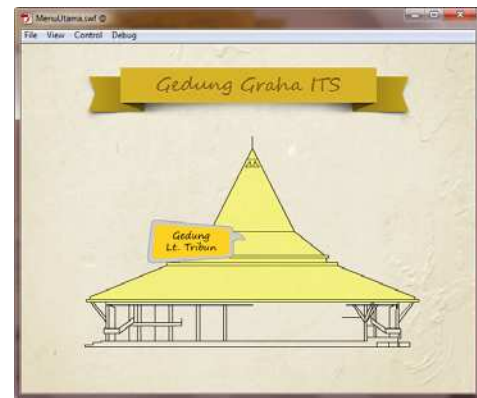 MenuUtama.swf
File View Control Debug
Gedung Graha ITS
Gedung
Lt. Tribun